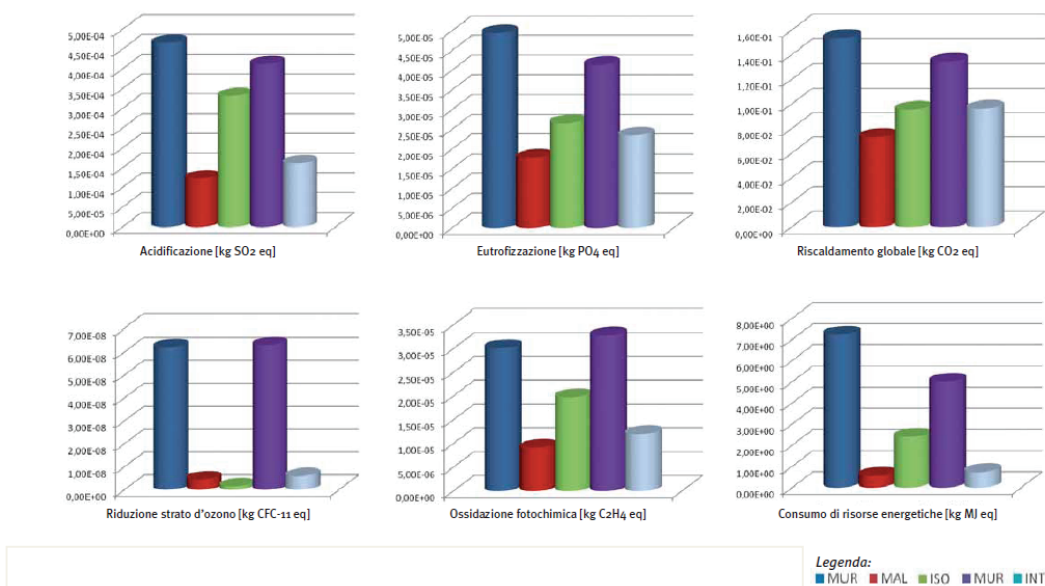 5,00E-04
4,50E-04
4,00E-04
3,50E-04
3,00E-04
2,50E-04
2,00E-04
1,50E-04
1,00E-04
5,00E-05
0,00E+00
Acidificazione [kg SO2 eq]
5,00E-05
4,50E-05
4,00E-05
3,50E-05
3,00E-05
2,50E-05
2,00E-05
1,50E-05
1,00E-05
5,00E-06
0,00E+00
Eutrofizzazione [kg PO4 eq]
1,60E-01
1,40E-01
1,20E-01
1,00E-01
8,00E-02
6,00E-02
4,00E-02
2,00E-02
0,00E+00
Riscaldamento globale [kg CO2 eq]
7,00E-08
6,00E-08
5,00E-08
4,00E-08
3,00E-08
2,00E-08
1,00E-08
0,00E+00
Riduzione strato d'ozono [kg CFC-11 eq]
3,50E-05
3,00E-05
2,50E-05
2,00E-05
1,50E-05
1,00E-05
5,00E-06
0,00E+00
Ossidazione fotochimica [kg C2H4 eq]
8,00E+00
7,00E+00
6,00E+00
5,00E+00
4,00E+00
3,00E+00
2,00E+00
1,00E+00
0,00E+00
Consumo di risorse energetiche [kg MJ eq]
Legenda:
MUR MAL ISO MUR INT